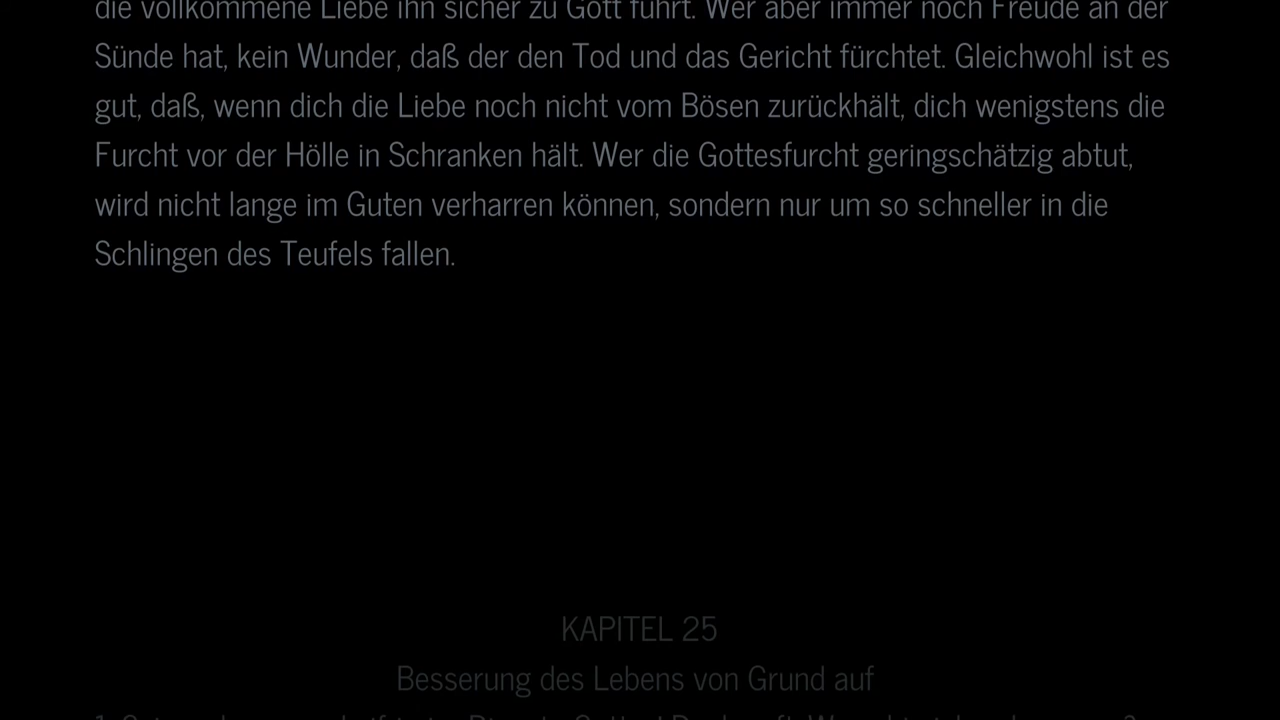 die vollkommene Liebe ihn sicher zu Gott führt. Wer aber immer noch Freude an der
Sünde hat, kein Wunder, daß der den Tod und das Gericht fürchtet. Gleichwohl ist es
gut, daß, wenn dich die Liebe noch nicht vom Bösen zurückhält, dich wenigstens die
Furcht vor der Hölle in Schranken hält. Wer die Gottesfurcht geringschätzig abtut,
wird nicht lange im Guten verharren können, sondern nur um so schneller in die
Schlingen des Teufels fallen.
KAPITEL 25
Besserung des Lebens von Grund auf